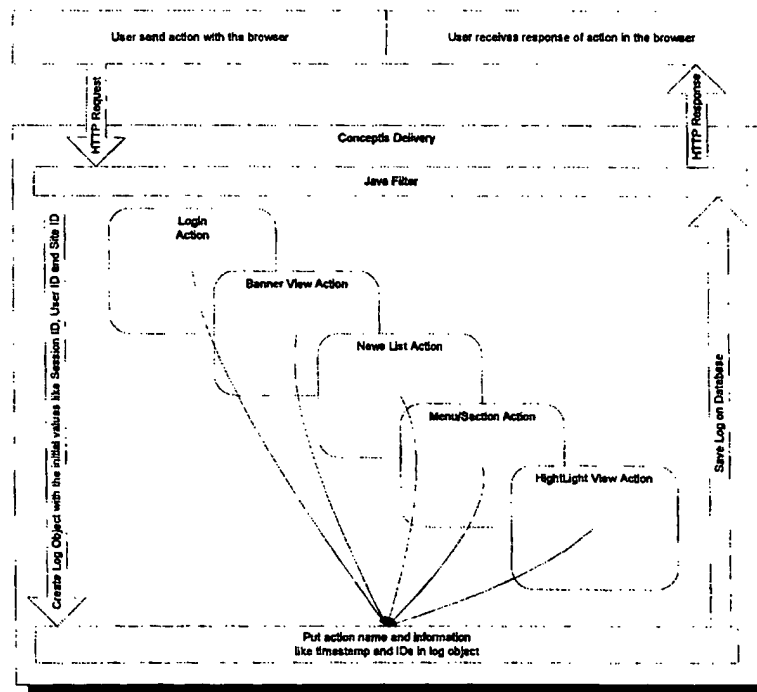 User send action with the browser
User receives response of action in the browser
HTTP Request
HTTP Response
Conceptis Delivery
Java Filter
Create Log Object with the initial values like Session ID, User ID and Site ID
Login
Action
Banner View Action
News List Action
Menu/Section Action
HightLight View Action
Save Log on Database
Put action name and information
like timestamp and IDs in log object